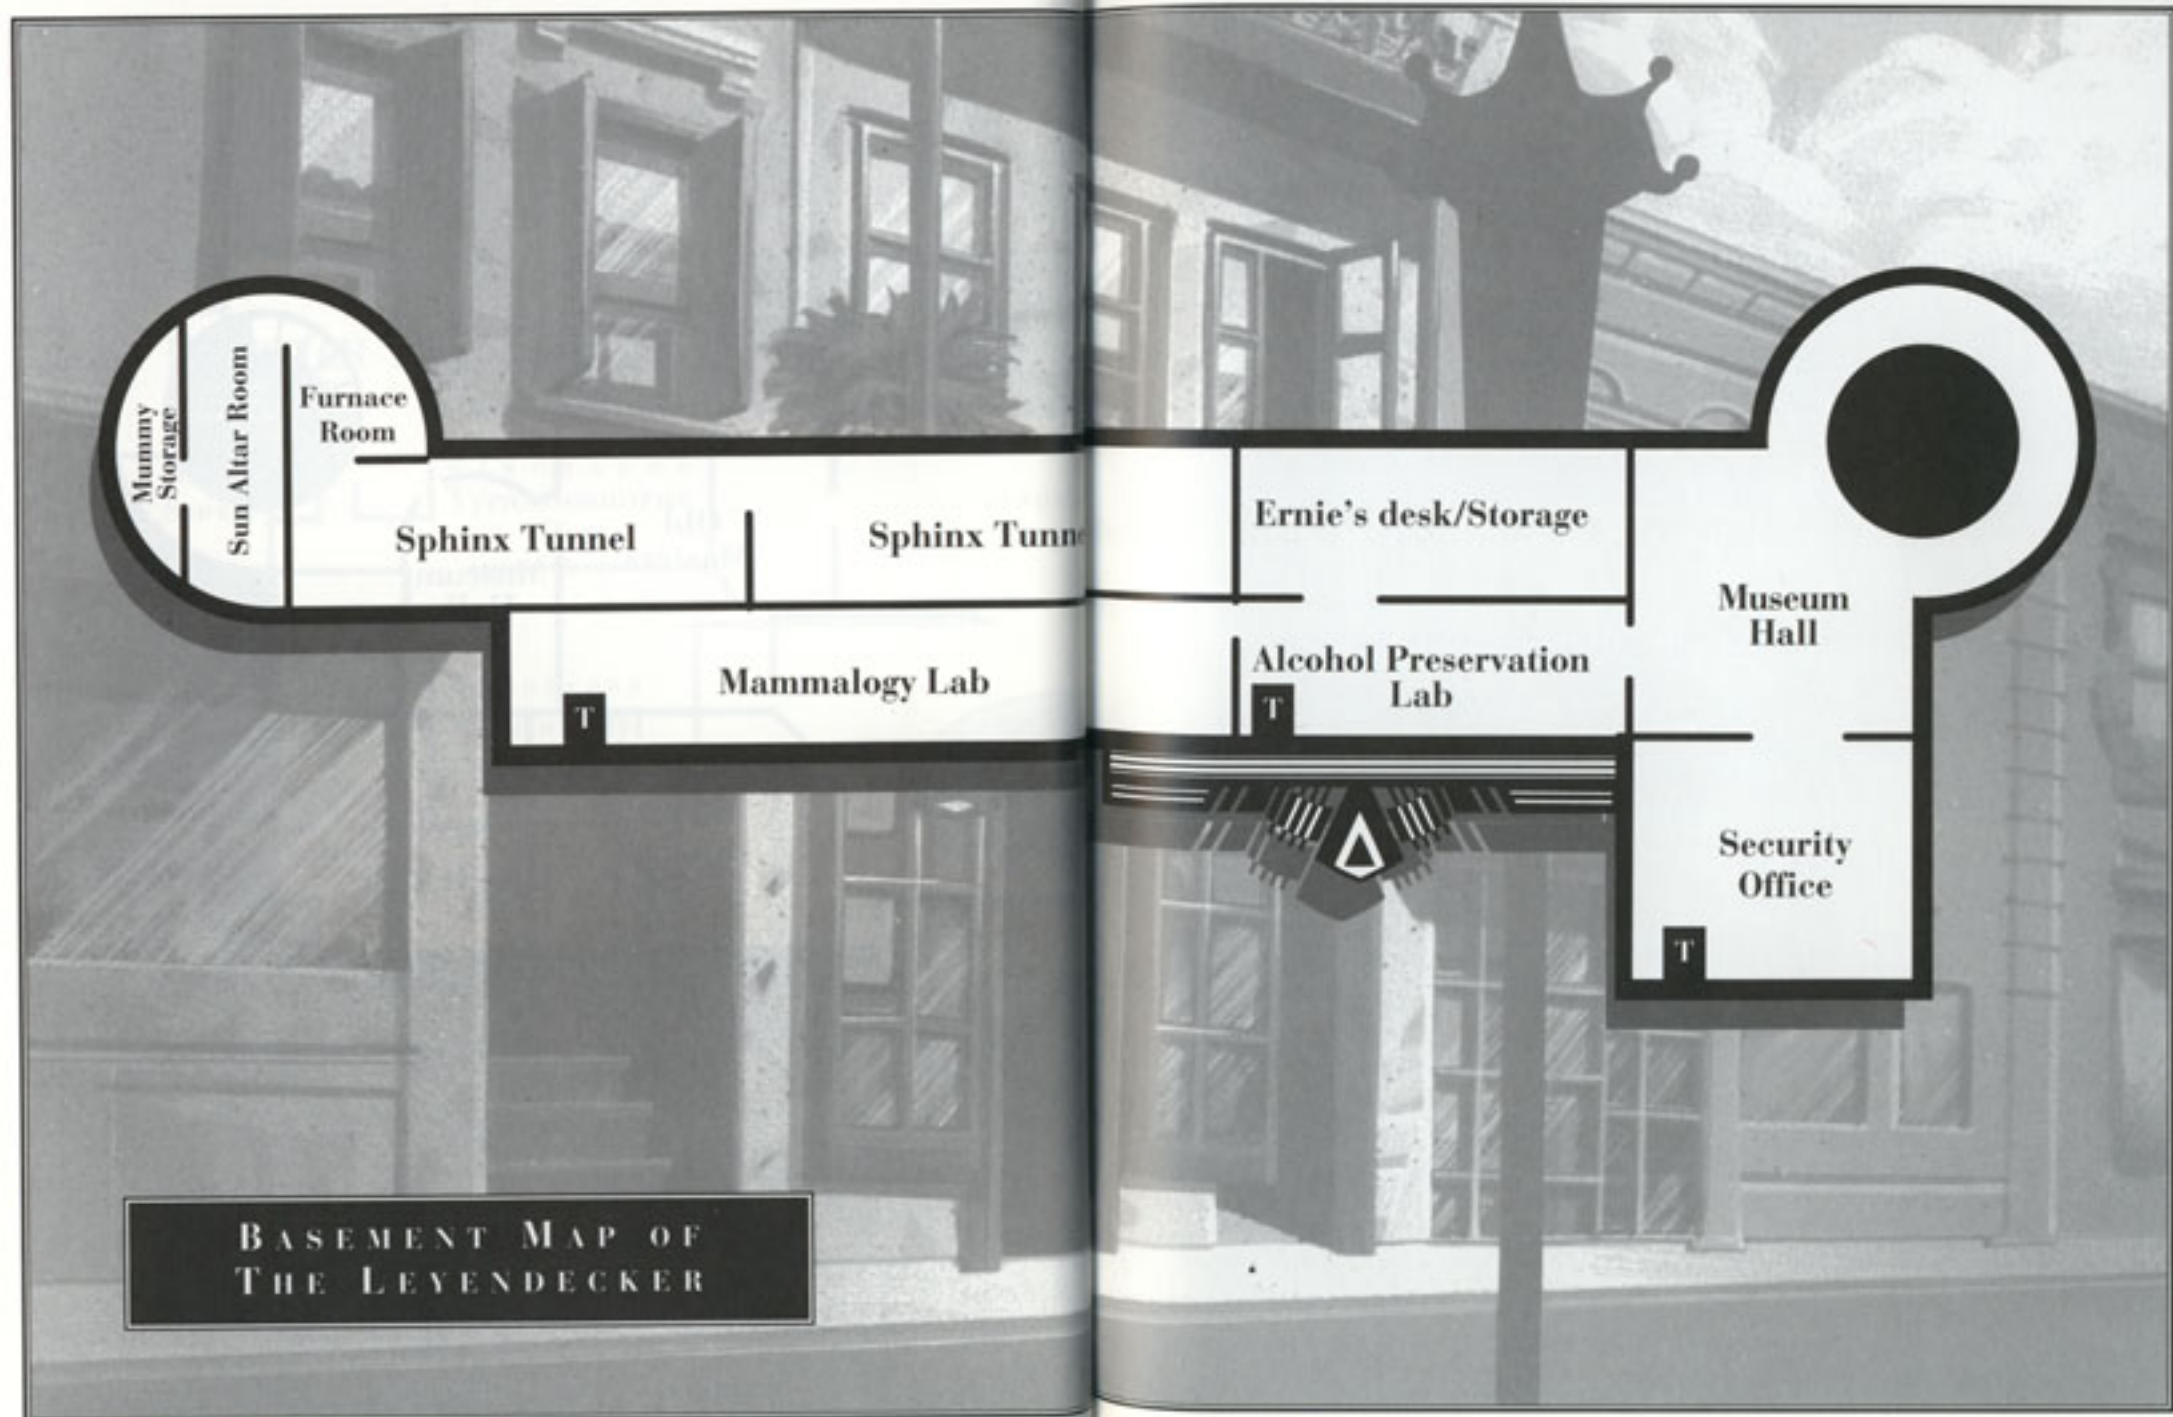 Mummy
Storage
Sun Altar Room
Furnace
Room
Sphinx Tunnel
Sphinx Tunne
Ernie's desk/Storage
Museum
Hall
Mammalogy Lab
Alcohol Preservation
Lab
T
T
Security
Office
T
BASEMENT MAP OF
THE LEYENDECKER